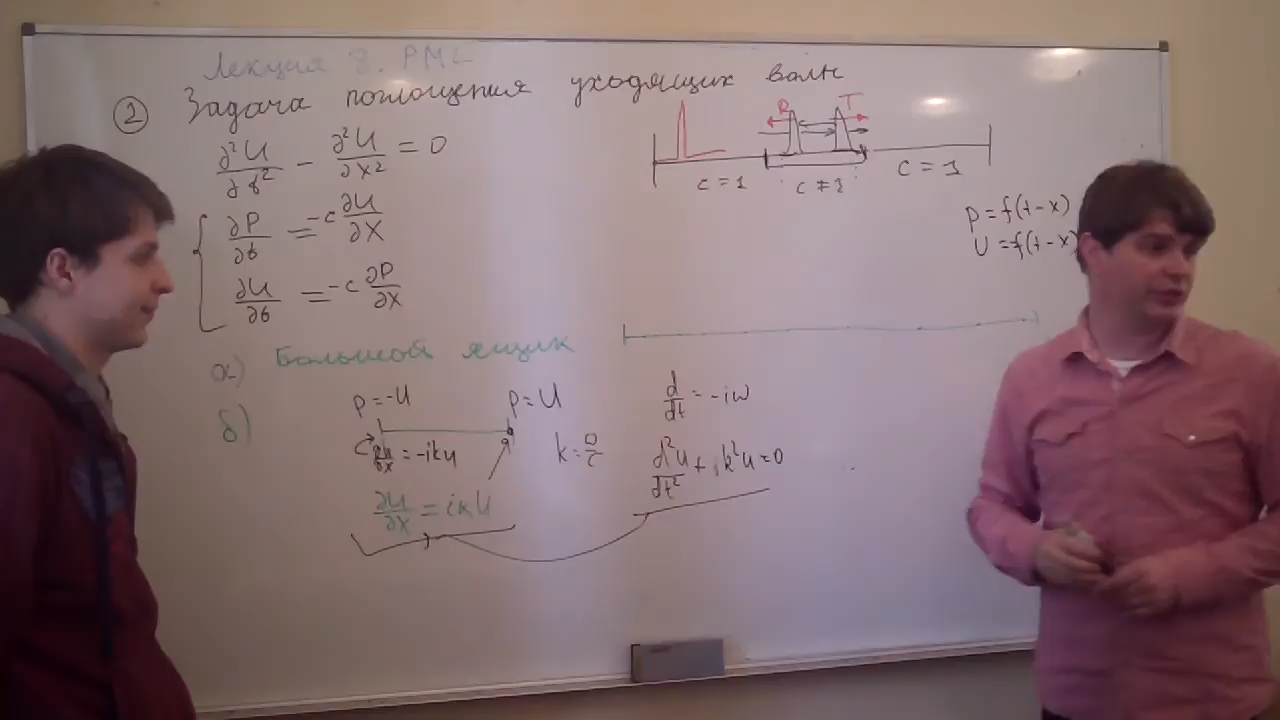 Лекция 8. PML
② Задача поглощения уходящих волн
∂²U/∂t² - ∂²U/∂x² = 0
R T
c = 1 c ≠ 1 c = 1
∂P/∂t = -c ∂U/∂x
∂U/∂t = -c ∂P/∂x
P = f(t-x)
U = f(t-x)
а) Большой ящик
б)
P = -U P = U
d/dt = -iω
∂u/∂x = -iku
k = ω/c
d²u/dt² + k²u = 0
∂U/∂x = ikU